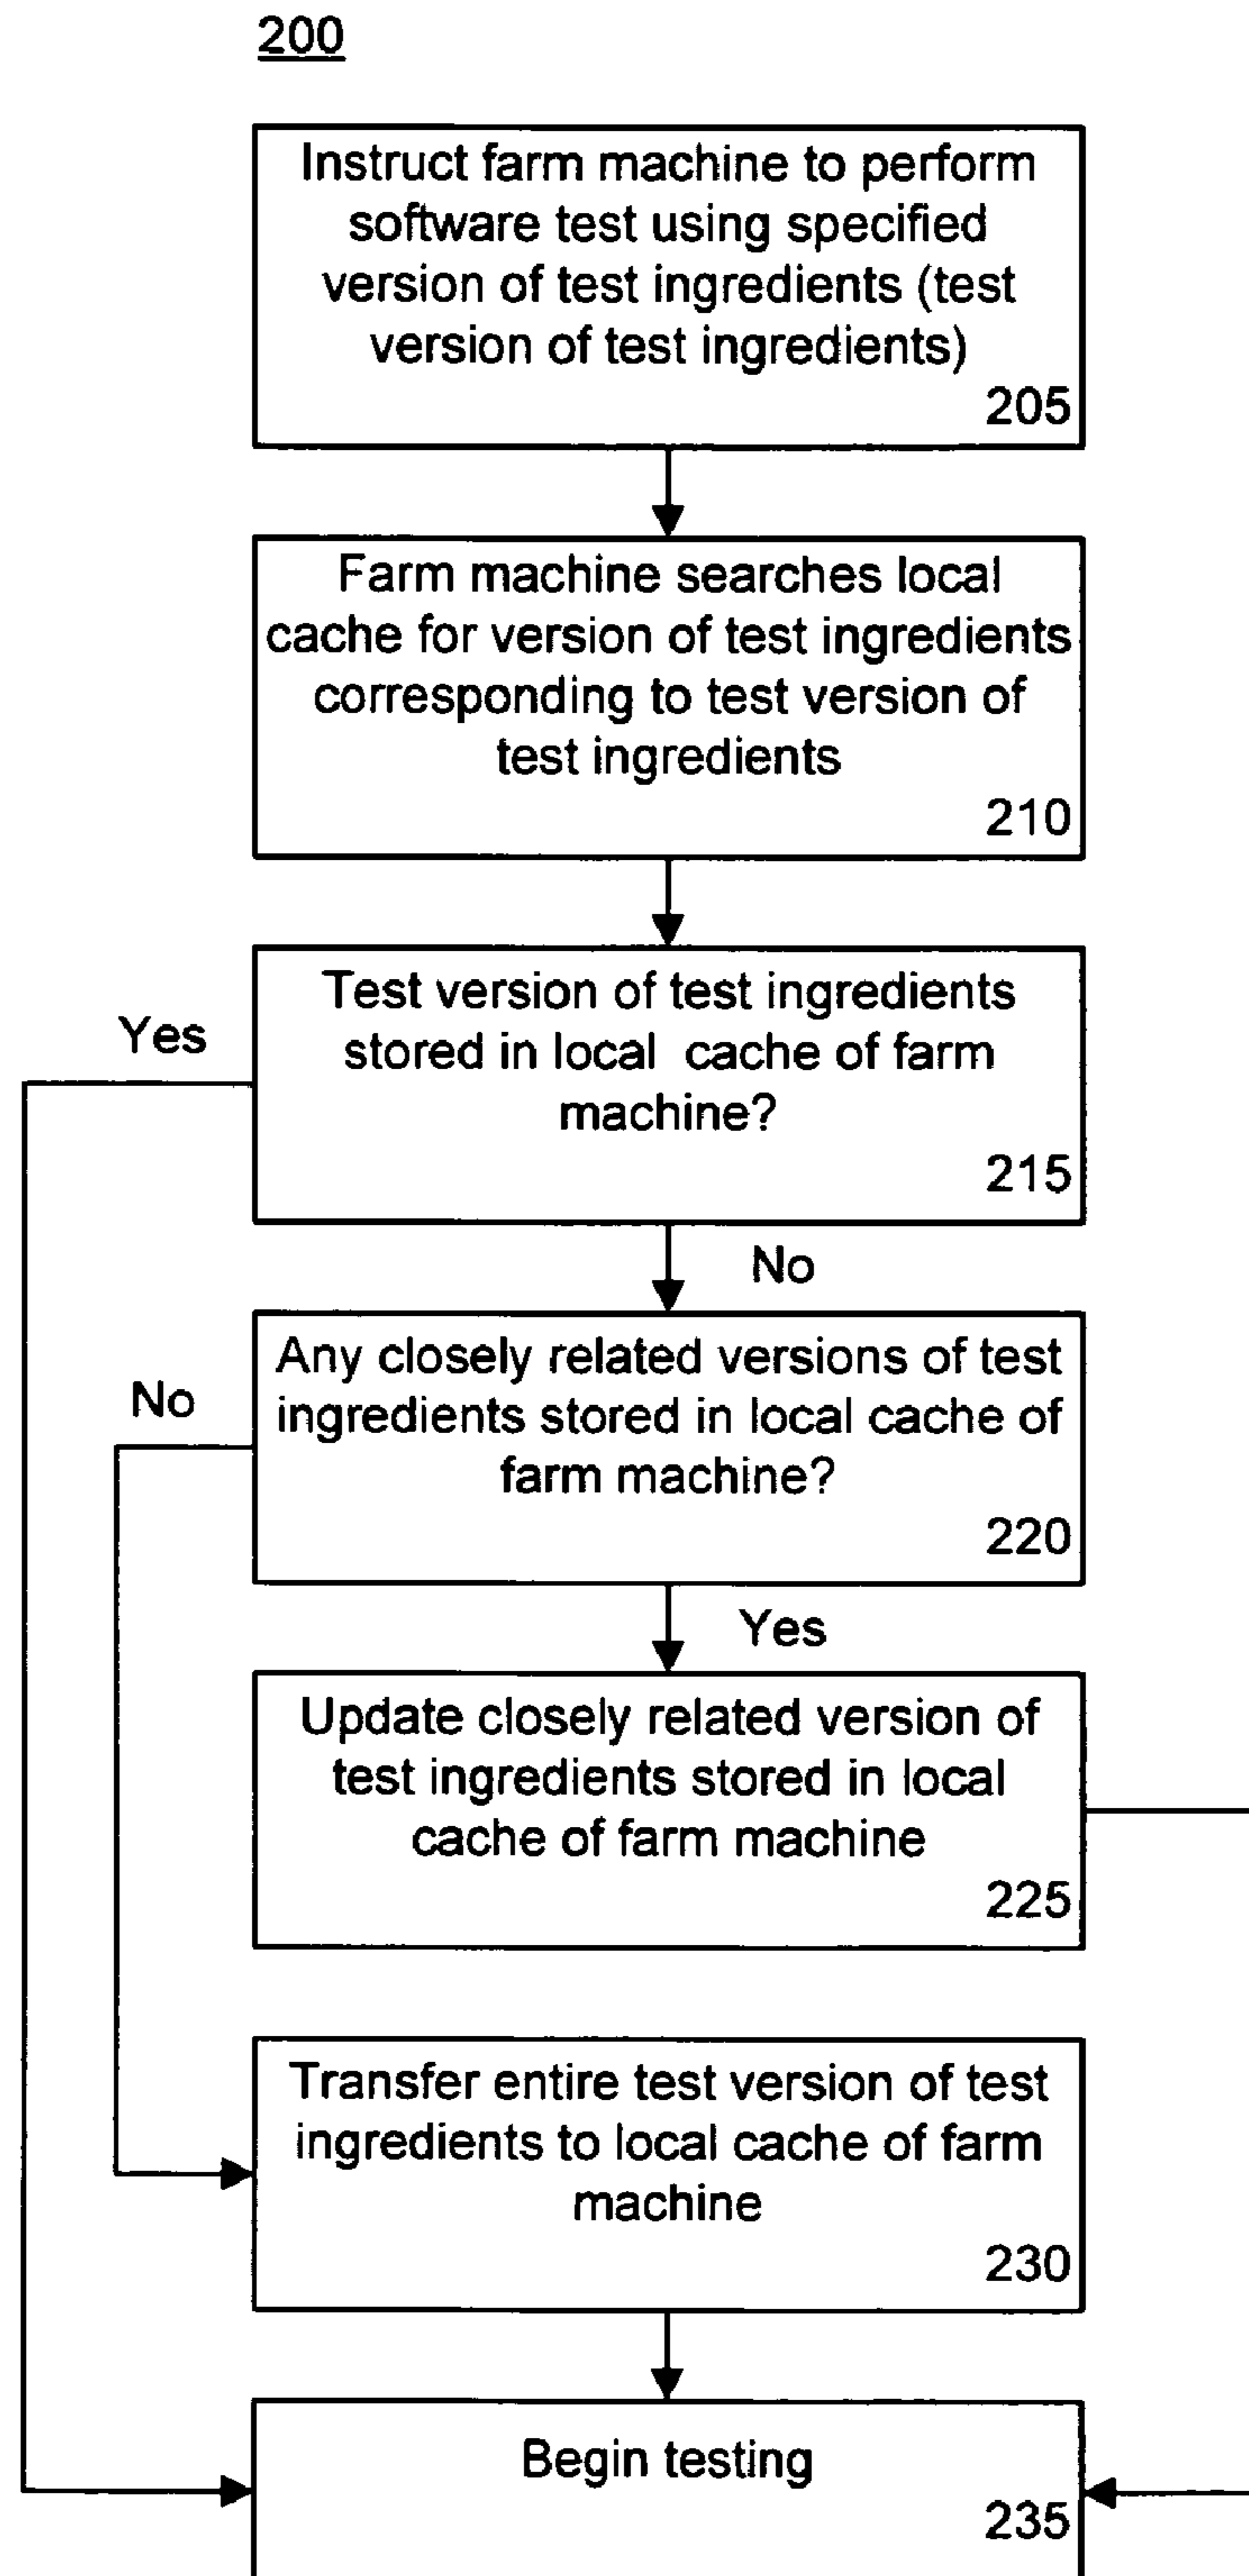 200
Instruct farm machine to perform
software test using specified
version of test ingredients (test
version of test ingredients)
205
Farm machine searches local
cache for version of test ingredients
corresponding to test version of
test ingredients
210
Test version of test ingredients
stored in local cache of farm
machine?
215
Yes
No
Any closely related versions of test
ingredients stored in local cache of
farm machine?
220
No
Yes
Update closely related version of
test ingredients stored in local
cache of farm machine
225
Transfer entire test version of test
ingredients to local cache of farm
machine
230
Begin testing
235